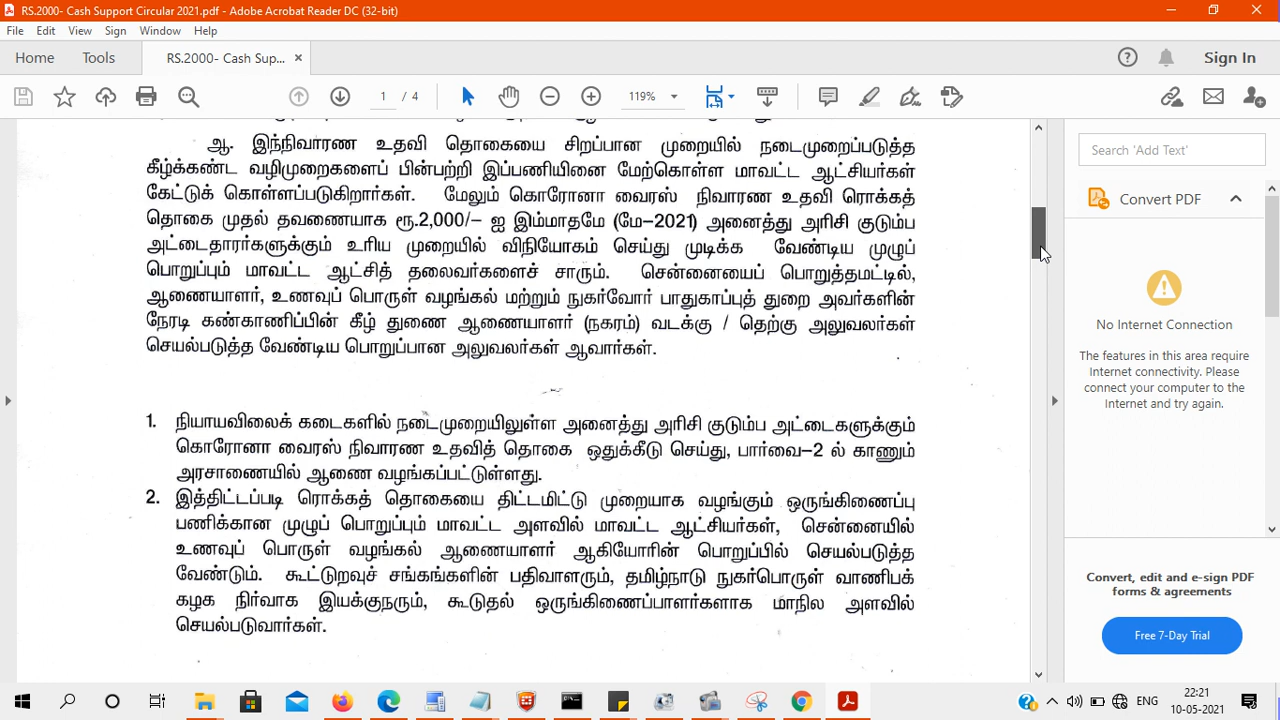 RS.2000- Cash Support Circular 2021.pdf - Adobe Acrobat Reader DC (32-bit)
File Edit View Sign Window Help
Home Tools RS.2000- Cash Sup... × Sign In
1 / 4 119%
ஆ. இந்நிவாரண உதவி தொகையை சிறப்பான முறையில் நடைமுறைப்படுத்த
கீழ்க்கண்ட வழிமுறைகளைப் பின்பற்றி இப்பணியினை மேற்கொள்ள மாவட்ட ஆட்சியர்கள்
கேட்டுக் கொள்ளப்படுகிறார்கள். மேலும் கொரோனா வைரஸ் நிவாரண உதவி ரொக்கத்
தொகை முதல் தவணையாக ரூ.2,000/- ஐ இம்மாதமே (மே-2021) அனைத்து அரிசி குடும்ப
அட்டைதாரர்களுக்கும் உரிய முறையில் விநியோகம் செய்து முடிக்க வேண்டிய முழுப்
பொறுப்பும் மாவட்ட ஆட்சித் தலைவர்களைச் சாரும். சென்னையைப் பொறுத்தமட்டில்,
ஆணையாளர், உணவுப் பொருள் வழங்கல் மற்றும் நுகர்வோர் பாதுகாப்புத் துறை அவர்களின்
நேரடி கண்காணிப்பின் கீழ் துணை ஆணையாளர் (நகரம்) வடக்கு / தெற்கு அலுவலர்கள்
செயல்படுத்த வேண்டிய பொறுப்பான அலுவலர்கள் ஆவார்கள்.
1. நியாயவிலைக் கடைகளில் நடைமுறையிலுள்ள அனைத்து அரிசி குடும்ப அட்டைகளுக்கும்
கொரோனா வைரஸ் நிவாரண உதவித் தொகை ஒதுக்கீடு செய்து, பார்வை-2 ல் காணும்
அரசாணையில் ஆணை வழங்கப்பட்டுள்ளது.
2. இத்திட்டப்படி ரொக்கத் தொகையை திட்டமிட்டு முறையாக வழங்கும் ஒருங்கிணைப்பு
பணிக்கான முழுப் பொறுப்பும் மாவட்ட அளவில் மாவட்ட ஆட்சியர்கள், சென்னையில்
உணவுப் பொருள் வழங்கல் ஆணையாளர் ஆகியோரின் பொறுப்பில் செயல்படுத்த
வேண்டும். கூட்டுறவுச் சங்கங்களின் பதிவாளரும், தமிழ்நாடு நுகர்பொருள் வாணிபக்
கழக நிர்வாக இயக்குநரும், கூடுதல் ஒருங்கிணைப்பாளர்களாக மாநில அளவில்
செயல்படுவார்கள்.
Search 'Add Text'
Convert PDF
No Internet Connection
The features in this area require
Internet connectivity. Please
connect your computer to the
Internet and try again.
Convert, edit and e-sign PDF
forms & agreements
Free 7-Day Trial
ENG 22:21
10-05-2021